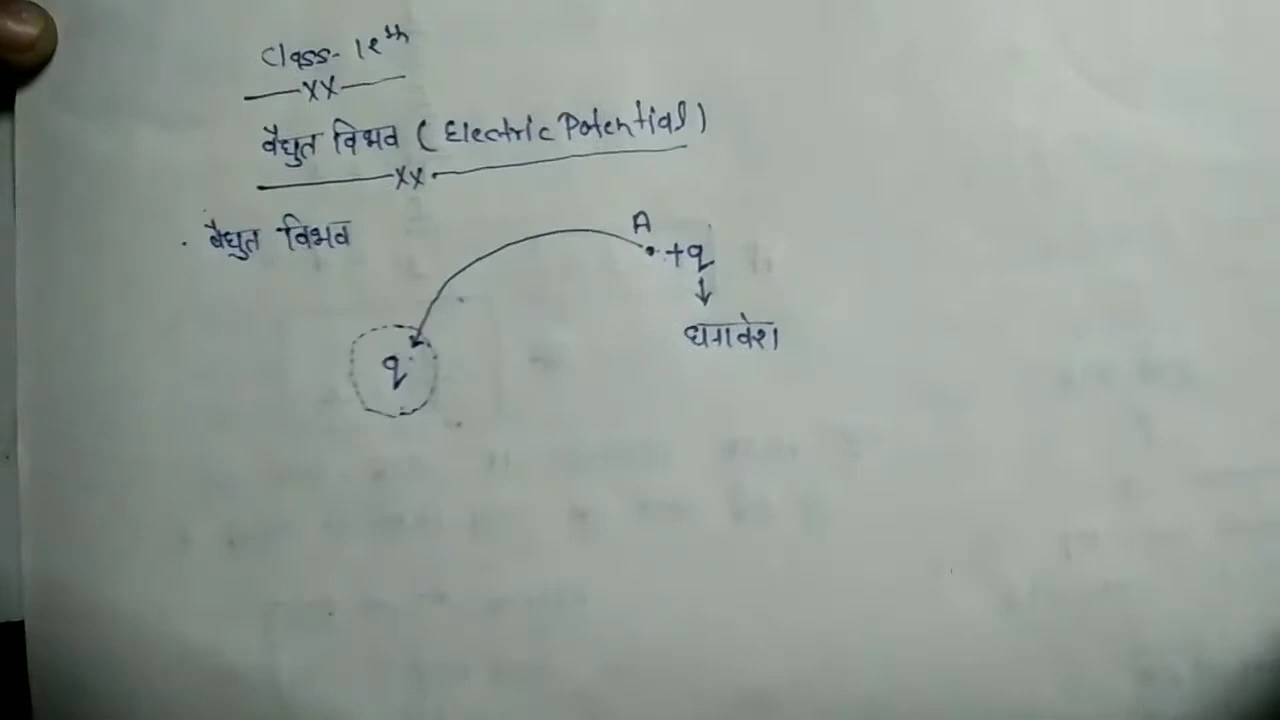 Class- 12th
XX
वैधुत विभव ( Electric Potential )
XX
. वैधुत विभव
A
+q
↓
धनावेश
q